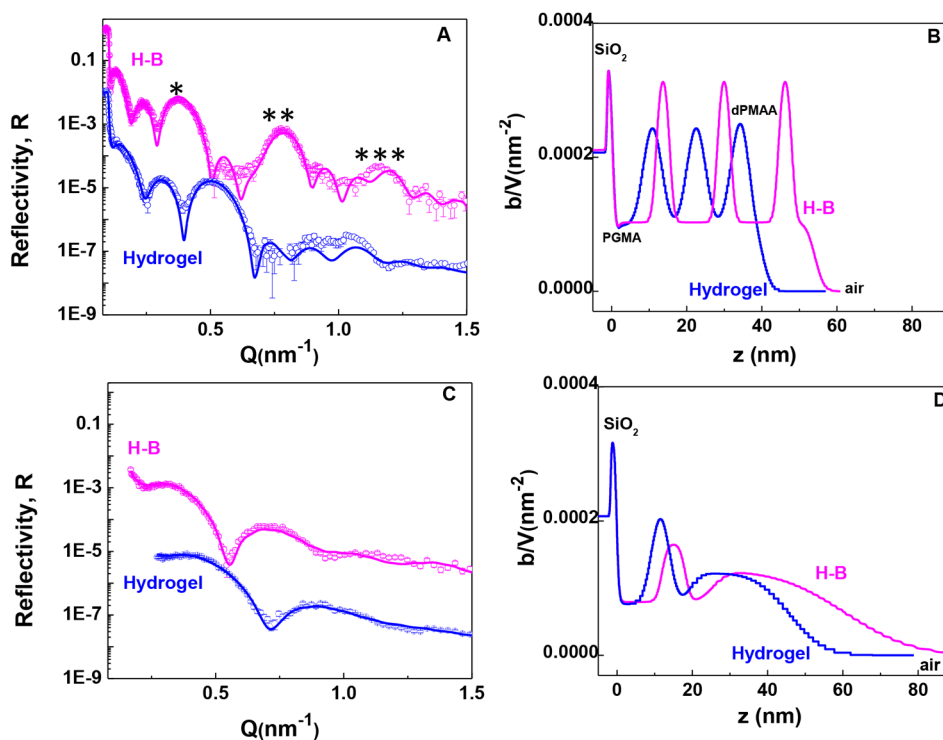 A
H-B
*
**
***
Hydrogel
Reflectivity, R
0.1
1E-3
1E-5
1E-7
1E-9
0.5
1.0
1.5
Q(nm⁻¹)
B
SiO₂
dPMAA
H-B
PGMA
Hydrogel
air
b/V(nm⁻²)
0.0004
0.0002
0.0000
0
20
40
60
80
z (nm)
C
H-B
Hydrogel
Reflectivity, R
0.1
1E-3
1E-5
1E-7
1E-9
0.5
1.0
1.5
Q(nm⁻¹)
D
SiO₂
H-B
Hydrogel
air
b/V(nm⁻²)
0.0004
0.0002
0.0000
0
20
40
60
80
z (nm)